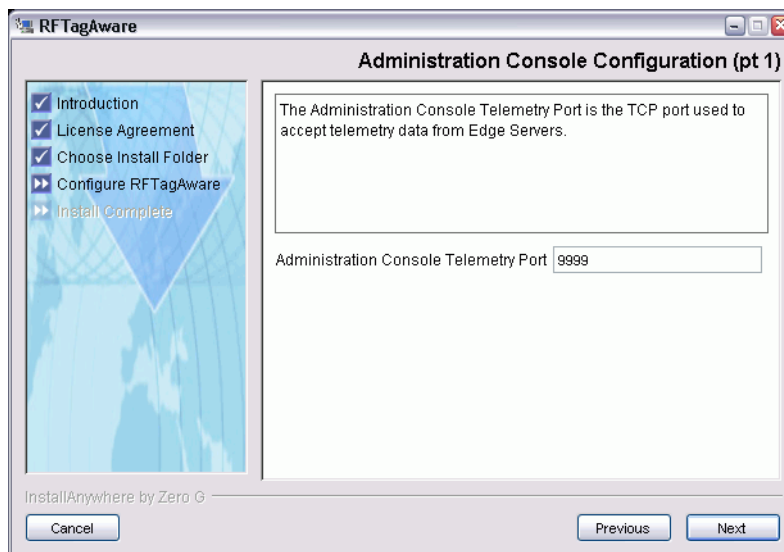 RFTagAware
Administration Console Configuration (pt 1)
Introduction
License Agreement
Choose Install Folder
Configure RFTagAware
Install Complete
The Administration Console Telemetry Port is the TCP port used to
accept telemetry data from Edge Servers.
Administration Console Telemetry Port 9999
InstallAnywhere by Zero G
Cancel Previous Next